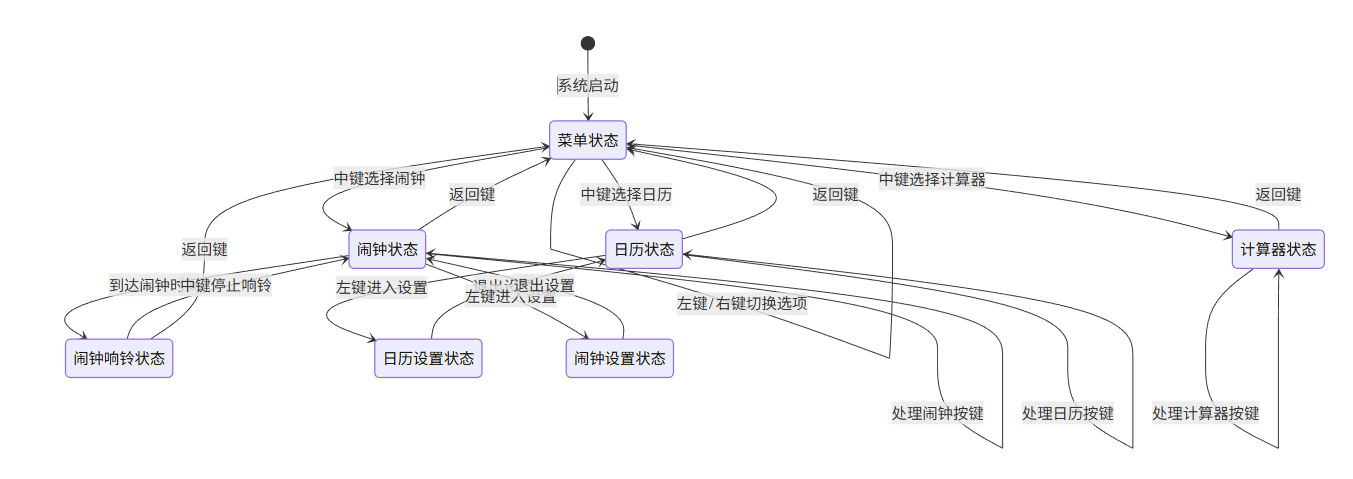 系统启动
菜单状态
中键选择闹钟
返回键
中键选择日历
返回键
中键选择计算器
返回键
返回键
闹钟状态
日历状态
计算器状态
到达闹钟时
中键停止响铃
左键进入设置
退出设置
左键进入设置
左键/右键切换选项
闹钟响铃状态
日历设置状态
闹钟设置状态
处理闹钟按键
处理日历按键
处理计算器按键